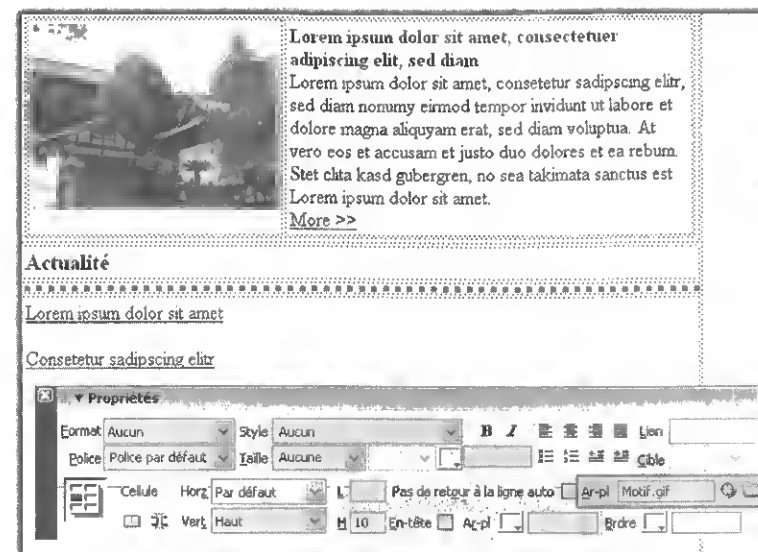 Lorem ipsum dolor sit amet, consectetuer
adipiscing elit, sed diam
Lorem ipsum dolor sit amet, consetetur sadipscing elitr,
sed diam nonumy eirmod tempor invidunt ut labore et
dolore magna aliquyam erat, sed diam voluptua. At
vero eos et accusam et justo duo dolores et ea rebum.
Stet clita kasd gubergren, no sea takimata sanctus est
Lorem ipsum dolor sit amet.
More >>
Actualité
Lorem ipsum dolor sit amet
Consetetur sadipscing elitr
Propriétés
Format Aucun Style Aucun B I Lien
Police Police par défaut Taille Aucune Cible
Cellule Horz Par défaut L Pas de retour à la ligne auto Ar-pl Motif.gif
Vert Haut H 10 En-tête Ar-pl Brdre